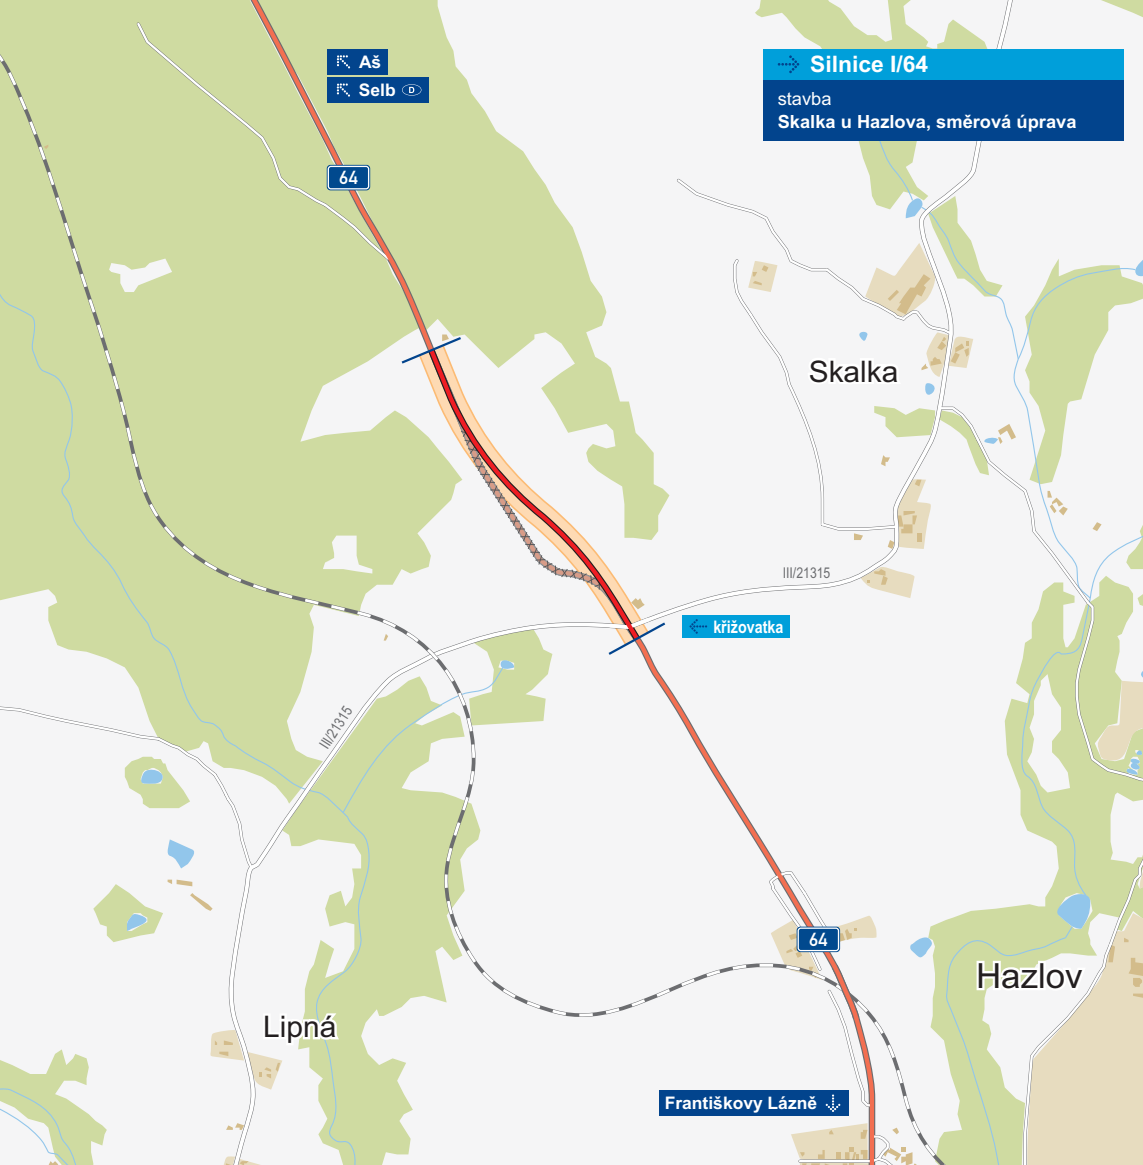 Aš
Selb D
Silnice I/64
stavba
Skalka u Hazlova, směrová úprava
64
Skalka
III/21315
křižovatka
III/21315
64
Hazlov
Lipná
Františkovy Lázně